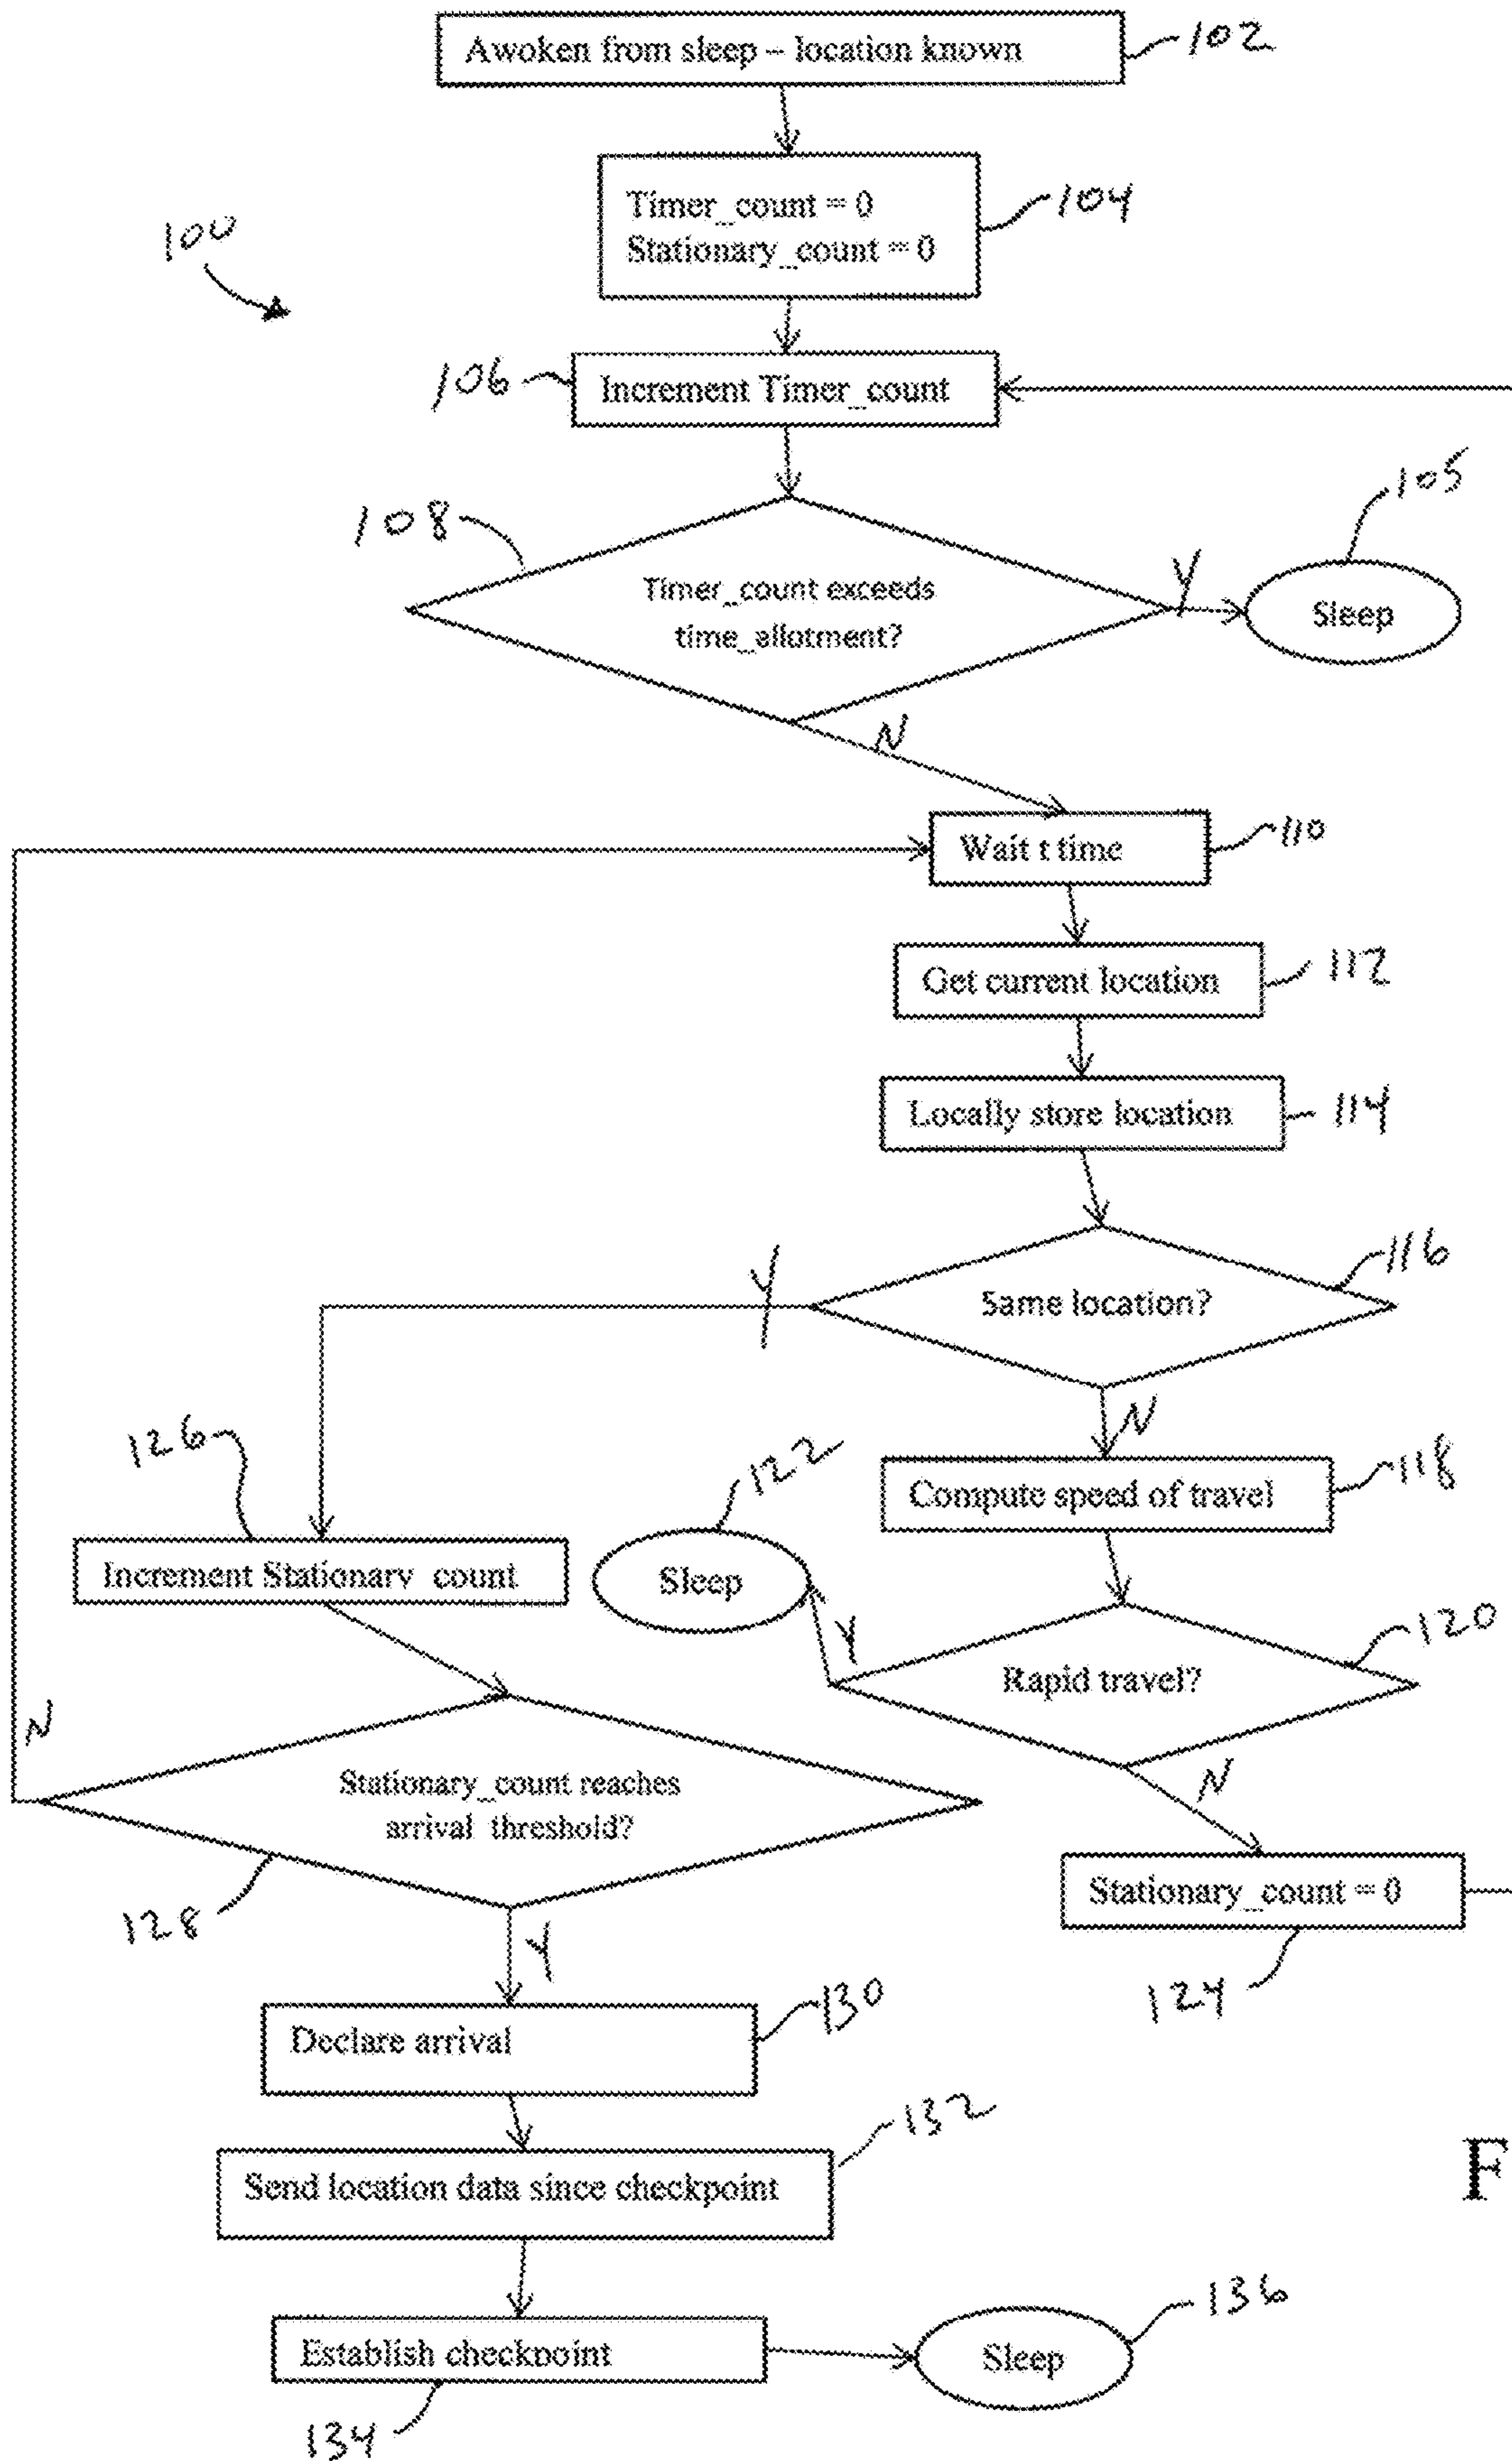 Awoken from sleep – location known
102
Timer_count = 0
Stationary_count = 0
104
100
106
Increment Timer_count
105
108
Timer_count exceeds
time_allotment?
Y
Sleep
N
Wait t time
110
Get current location
112
Locally store location
114
116
Y
Same location?
N
126
122
Compute speed of travel
118
Increment Stationary count
Sleep
Y
Rapid travel?
120
N
Stationary_count reaches
arrival threshold?
N
128
Stationary_count = 0
Y
124
Declare arrival
130
132
Send location data since checkpoint
F
136
Establish checkpoint
Sleep
134